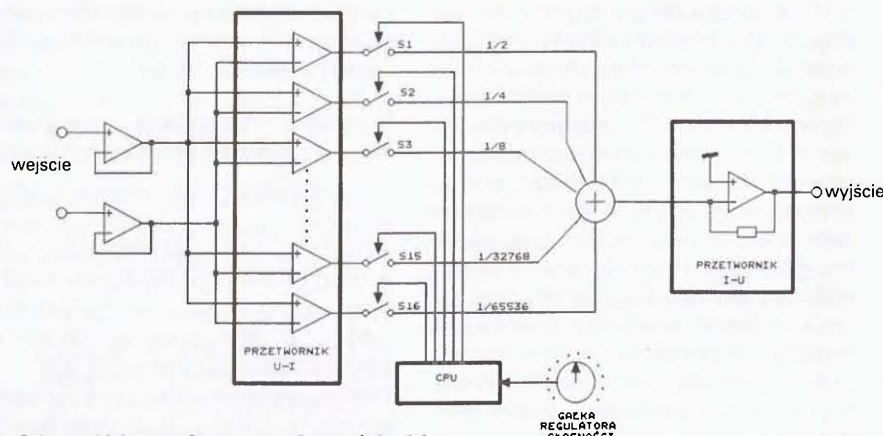 S1
1/2
S2
1/4
S3
1/8
wejście
wyjście
S15
1/32768
PRZETWORNIK
I-U
S16
1/65536
PRZETWORNIK
U-I
CPU
GAŁKA
REGULATORA